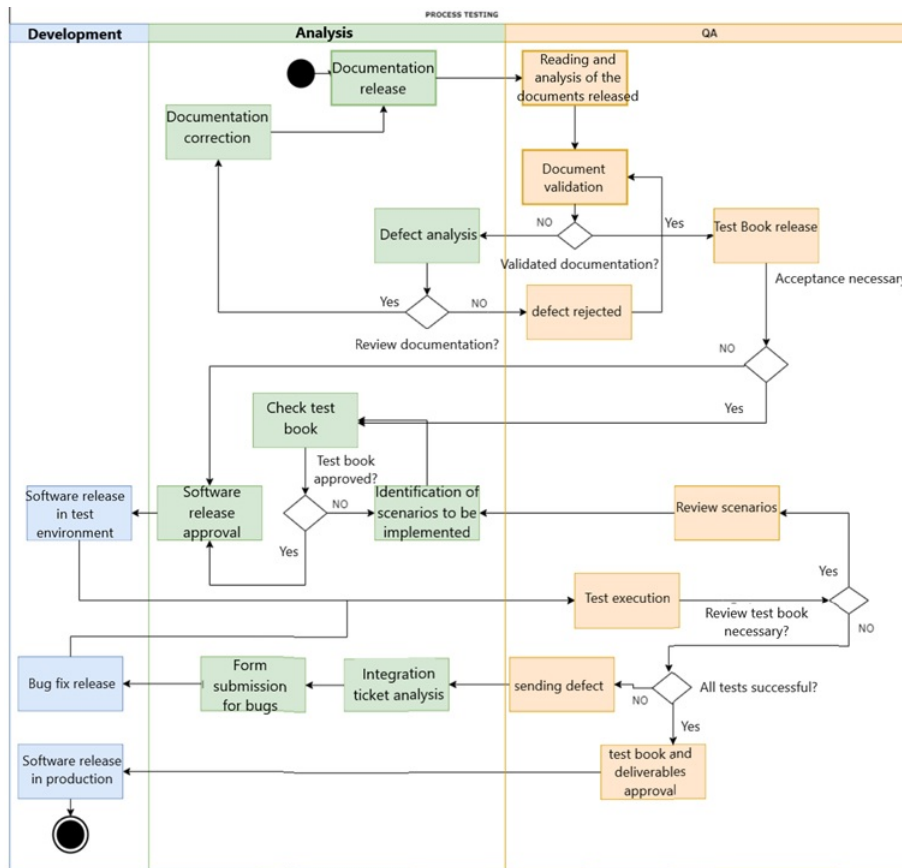 PROCESS TESTING
Development
Analysis
QA
Documentation
release
Reading and
analysis of the
documents released
Documentation
correction
Document
validation
NO
Yes
Defect analysis
Test Book release
Validated documentation?
Acceptance necessary
Yes
NO
defect rejected
Review documentation?
NO
Check test
book
Yes
Test book
approved?
Software release
in test
environment
Software
release
approval
NO
Identification of
scenarios to be
implemented
Review scenarios
Yes
Yes
Test execution
Review test book
necessary?
NO
Bug fix release
Form
submission
for bugs
Integration
ticket analysis
sending defect
NO
All tests successful?
Yes
Software release
in production
test book and
deliverables
approval